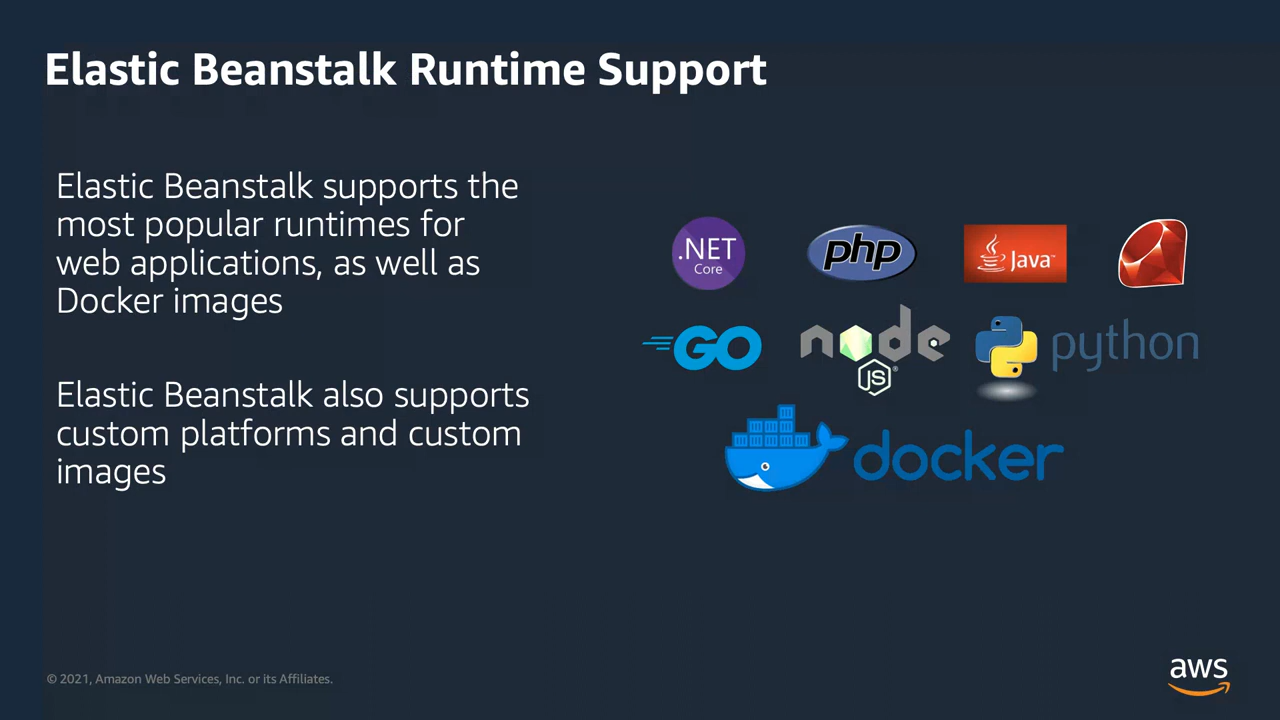 Elastic Beanstalk Runtime Support
Elastic Beanstalk supports the
most popular runtimes for
web applications, as well as
Docker images
Elastic Beanstalk also supports
custom platforms and custom
images
.NET
Core
php
Java™
GO
node
JS®
python
docker
© 2021, Amazon Web Services, Inc. or its Affiliates.
aws